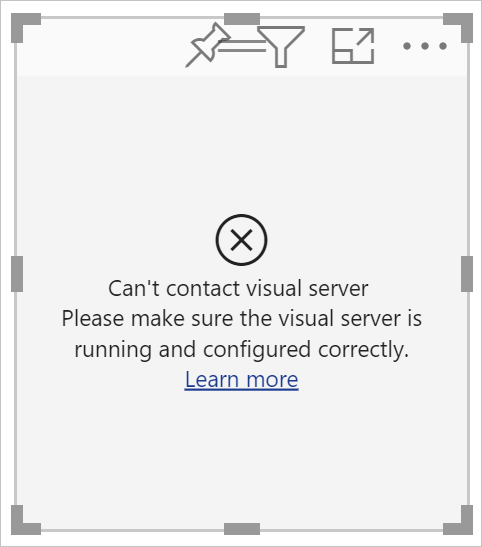 Can't contact visual server
Please make sure the visual server is
running and configured correctly.
Learn more